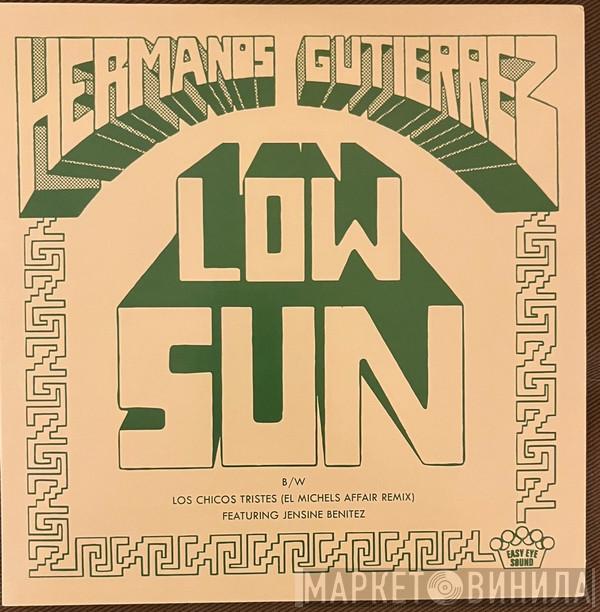 HERMANOS GUTIERREZ
LOW
SUN
B/W
LOS CHICOS TRISTES (EL MICHELS AFFAIR REMIX)
FEATURING JENSINE BENITEZ
EASY EYE
SOUND
МАРКЕТ ВИНИЛА